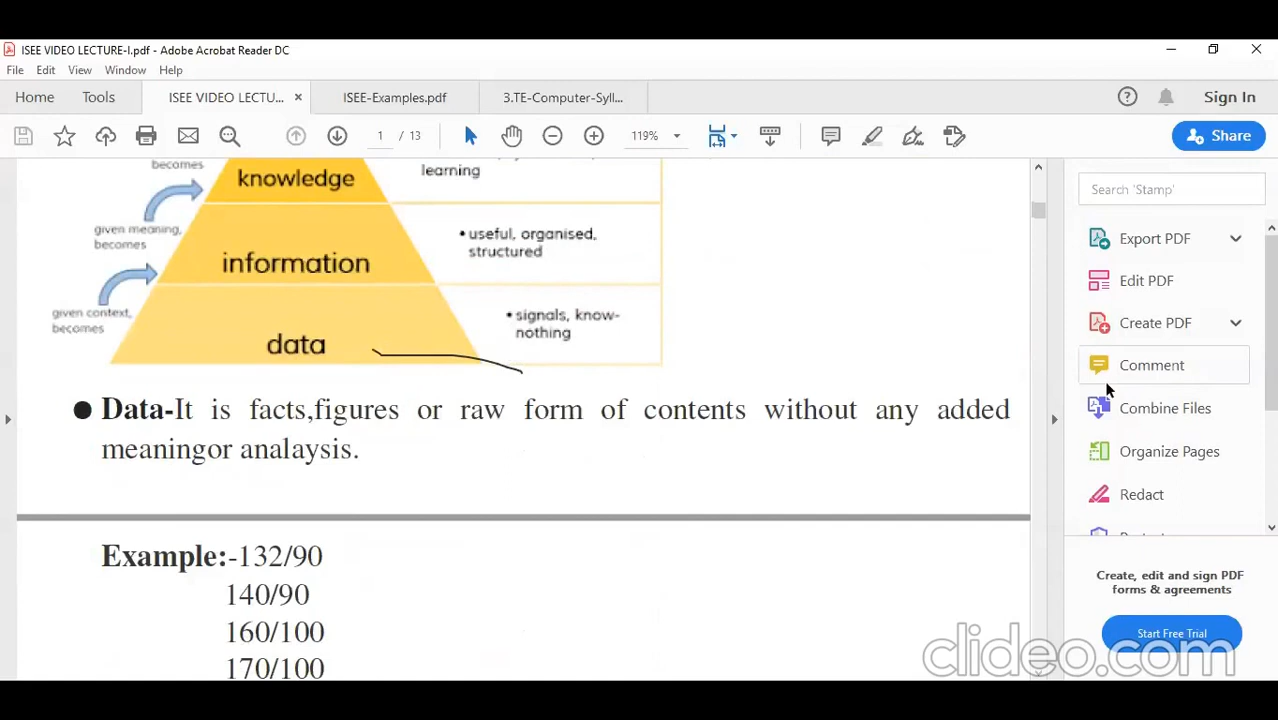 ISEE VIDEO LECTURE-I.pdf - Adobe Acrobat Reader DC
File Edit View Window Help
Home Tools ISEE VIDEO LECTU... × ISEE-Examples.pdf 3.TE-Computer-Syll... Sign In
1 / 13 119% Share
becomes
knowledge
learning
given meaning,
becomes
information
• useful, organised,
structured
given context,
becomes
data
• signals, know-
nothing
● Data-It is facts,figures or raw form of contents without any added
meaningor analaysis.
Example:-132/90
140/90
160/100
170/100
Search 'Stamp'
Export PDF
Edit PDF
Create PDF
Comment
Combine Files
Organize Pages
Redact
Create, edit and sign PDF
forms & agreements
Start Free Trial
clideo.com